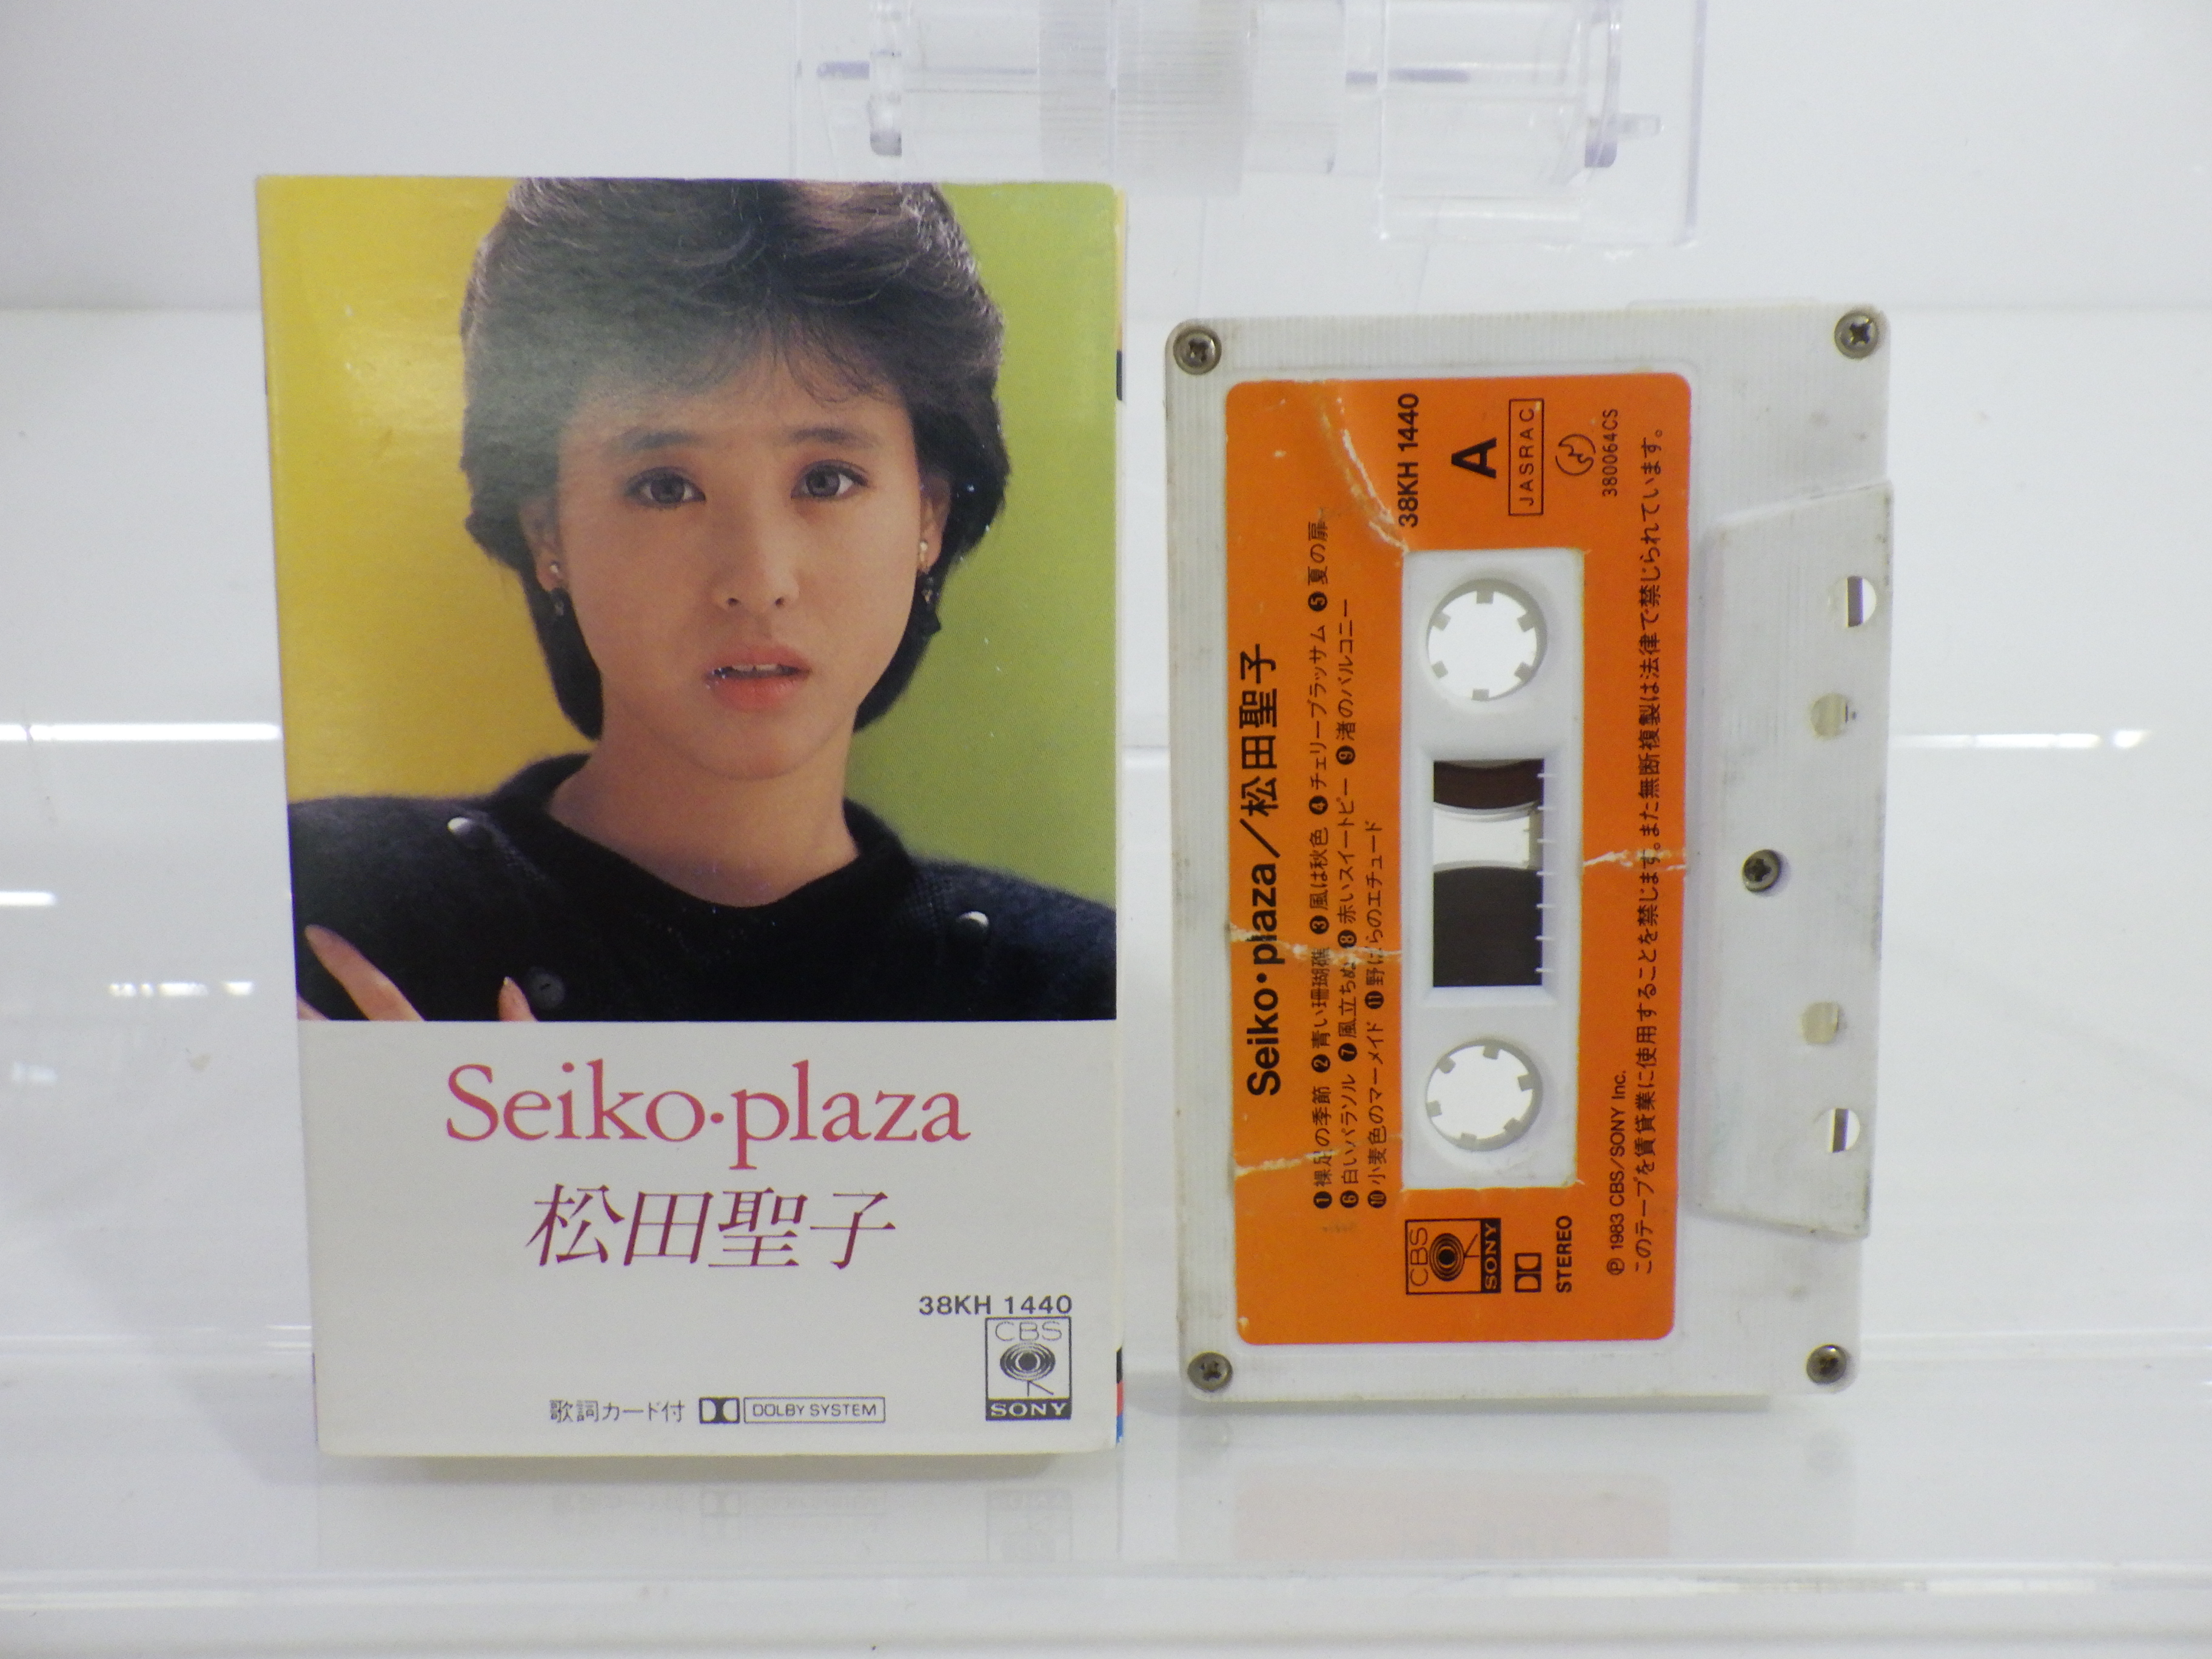 Seiko・plaza
松田聖子
38KH 1440
CBS
SONY
歌詞カード付 DOLBY SYSTEM
Seiko・plaza/松田聖子
❶裸足の季節 ❷青い珊瑚礁 ❸風は秋色 ❹チェリーブラッサム ❺夏の扉
❻白いパラソル ❼風立ちぬ ❽赤いスイートピー ❾渚のバルコニー
❿小麦色のマーメイド ⓫野ばらのエチュード
38KH 1440
A
JASRAC
380064CS
CBS
SONY
STEREO
Ⓟ 1983 CBS/SONY Inc.
このテープを賃貸業に使用することを禁じます。また無断複製は法律で禁じられています。